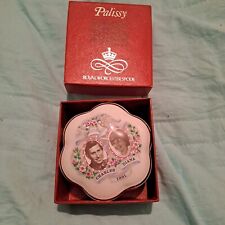 Palissy
ROYAL WORCESTER SPODE
CHARLES DIANA
1981